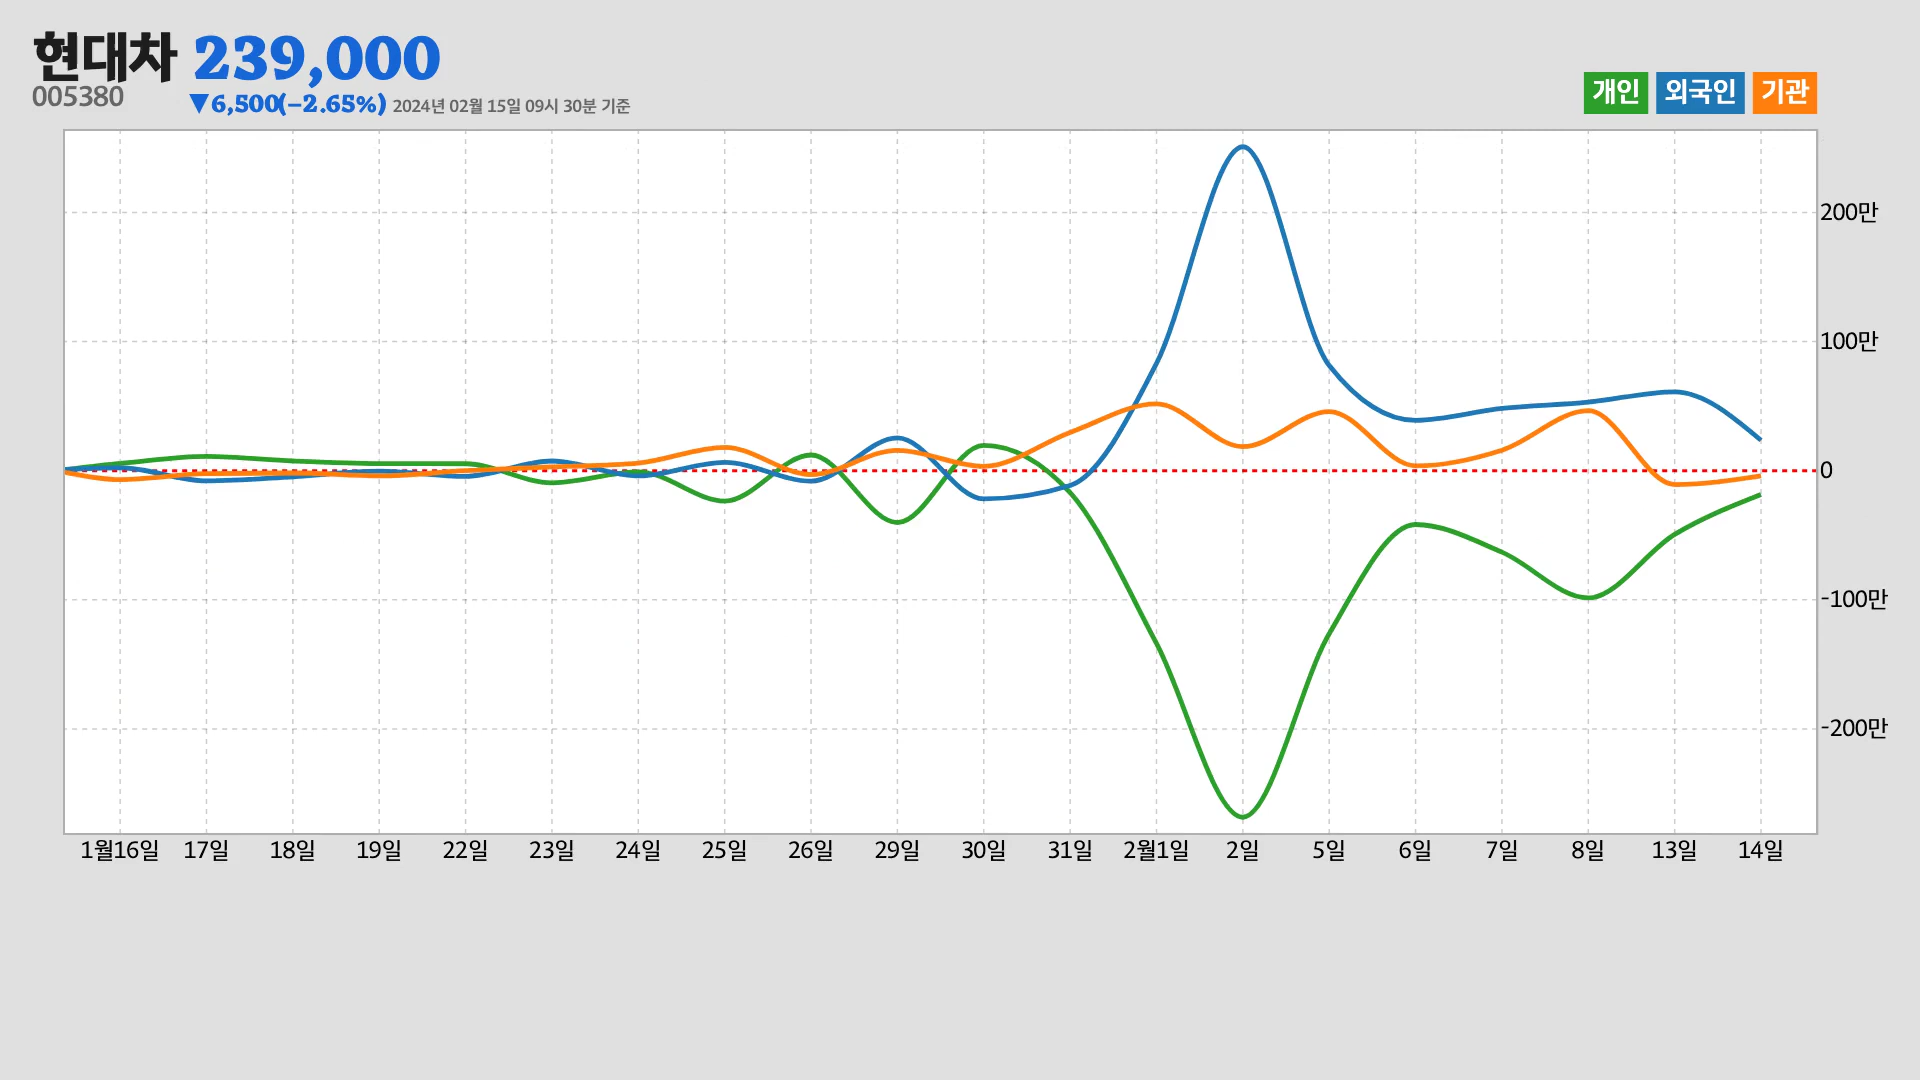 현대차 239,000
005380 ▼6,500(−2.65%) 2024년 02월 15일 09시 30분 기준
개인 외국인 기관
200만
100만
0
-100만
-200만
1월16일 17일 18일 19일 22일 23일 24일 25일 26일 29일 30일 31일 2월1일 2일 5일 6일 7일 8일 13일 14일